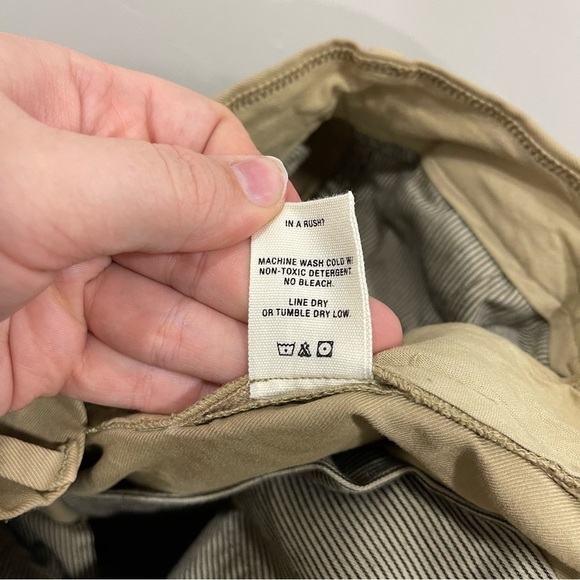 IN A RUSH?
MACHINE WASH COLD W/
NON-TOXIC DETERGENT.
NO BLEACH.
LINE DRY
OR TUMBLE DRY LOW.